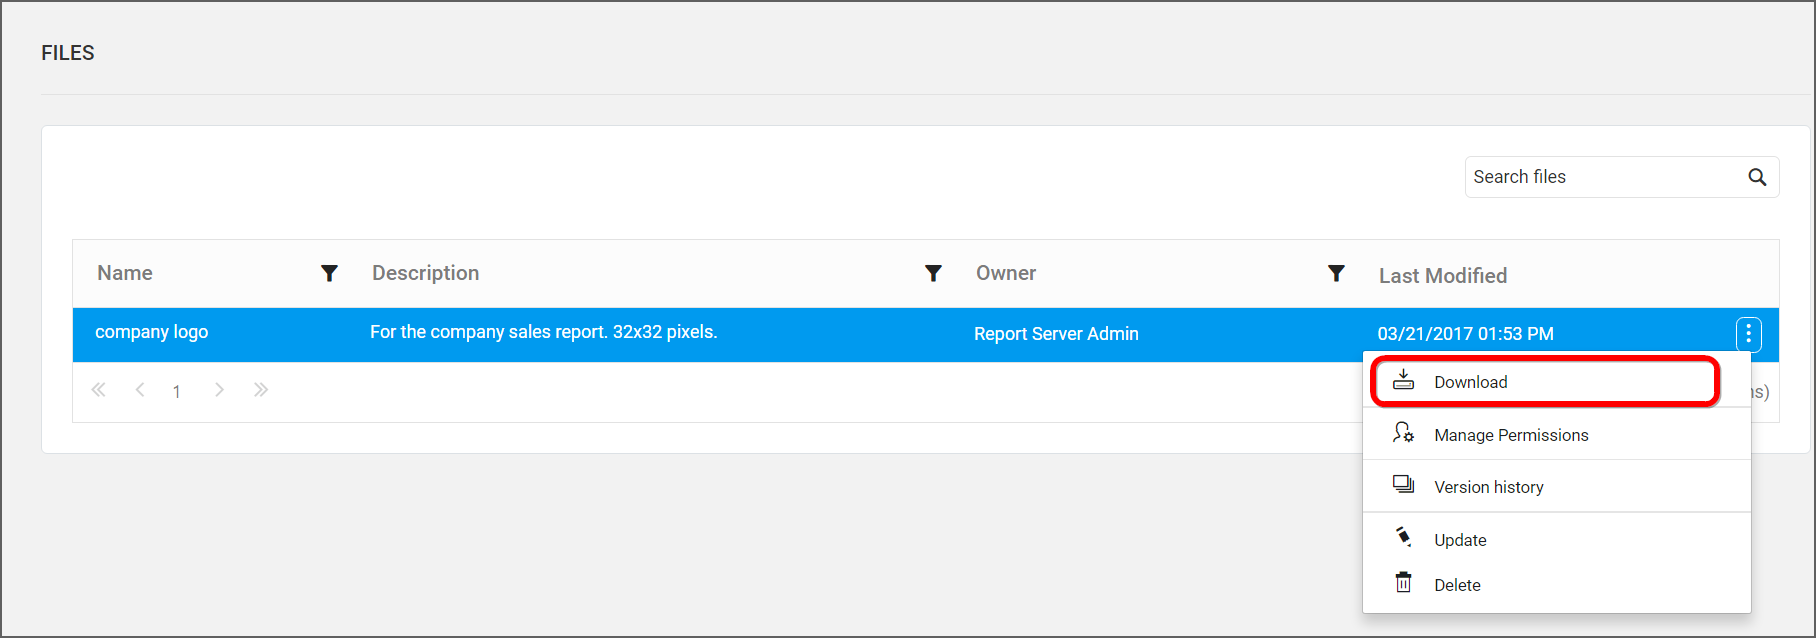 FILES
Search files
Name Description Owner Last Modified
company logo For the company sales report. 32x32 pixels. Report Server Admin 03/21/2017 01:53 PM
1
Download
Manage Permissions
Version history
Update
Delete